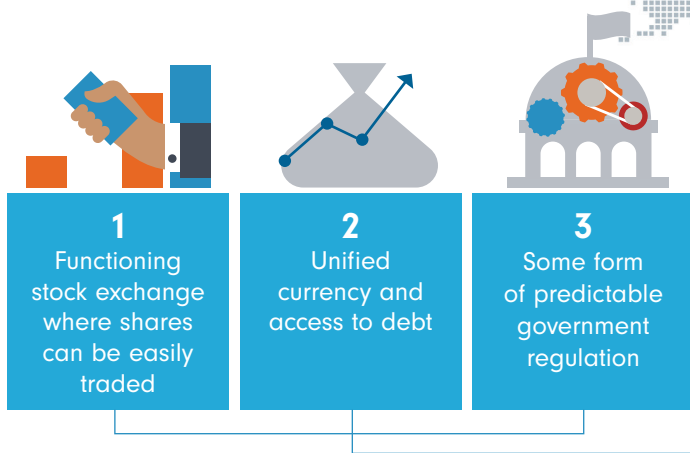 1
Functioning
stock exchange
where shares
can be easily
traded
2
Unified
currency and
access to debt
3
Some form
of predictable
government
regulation